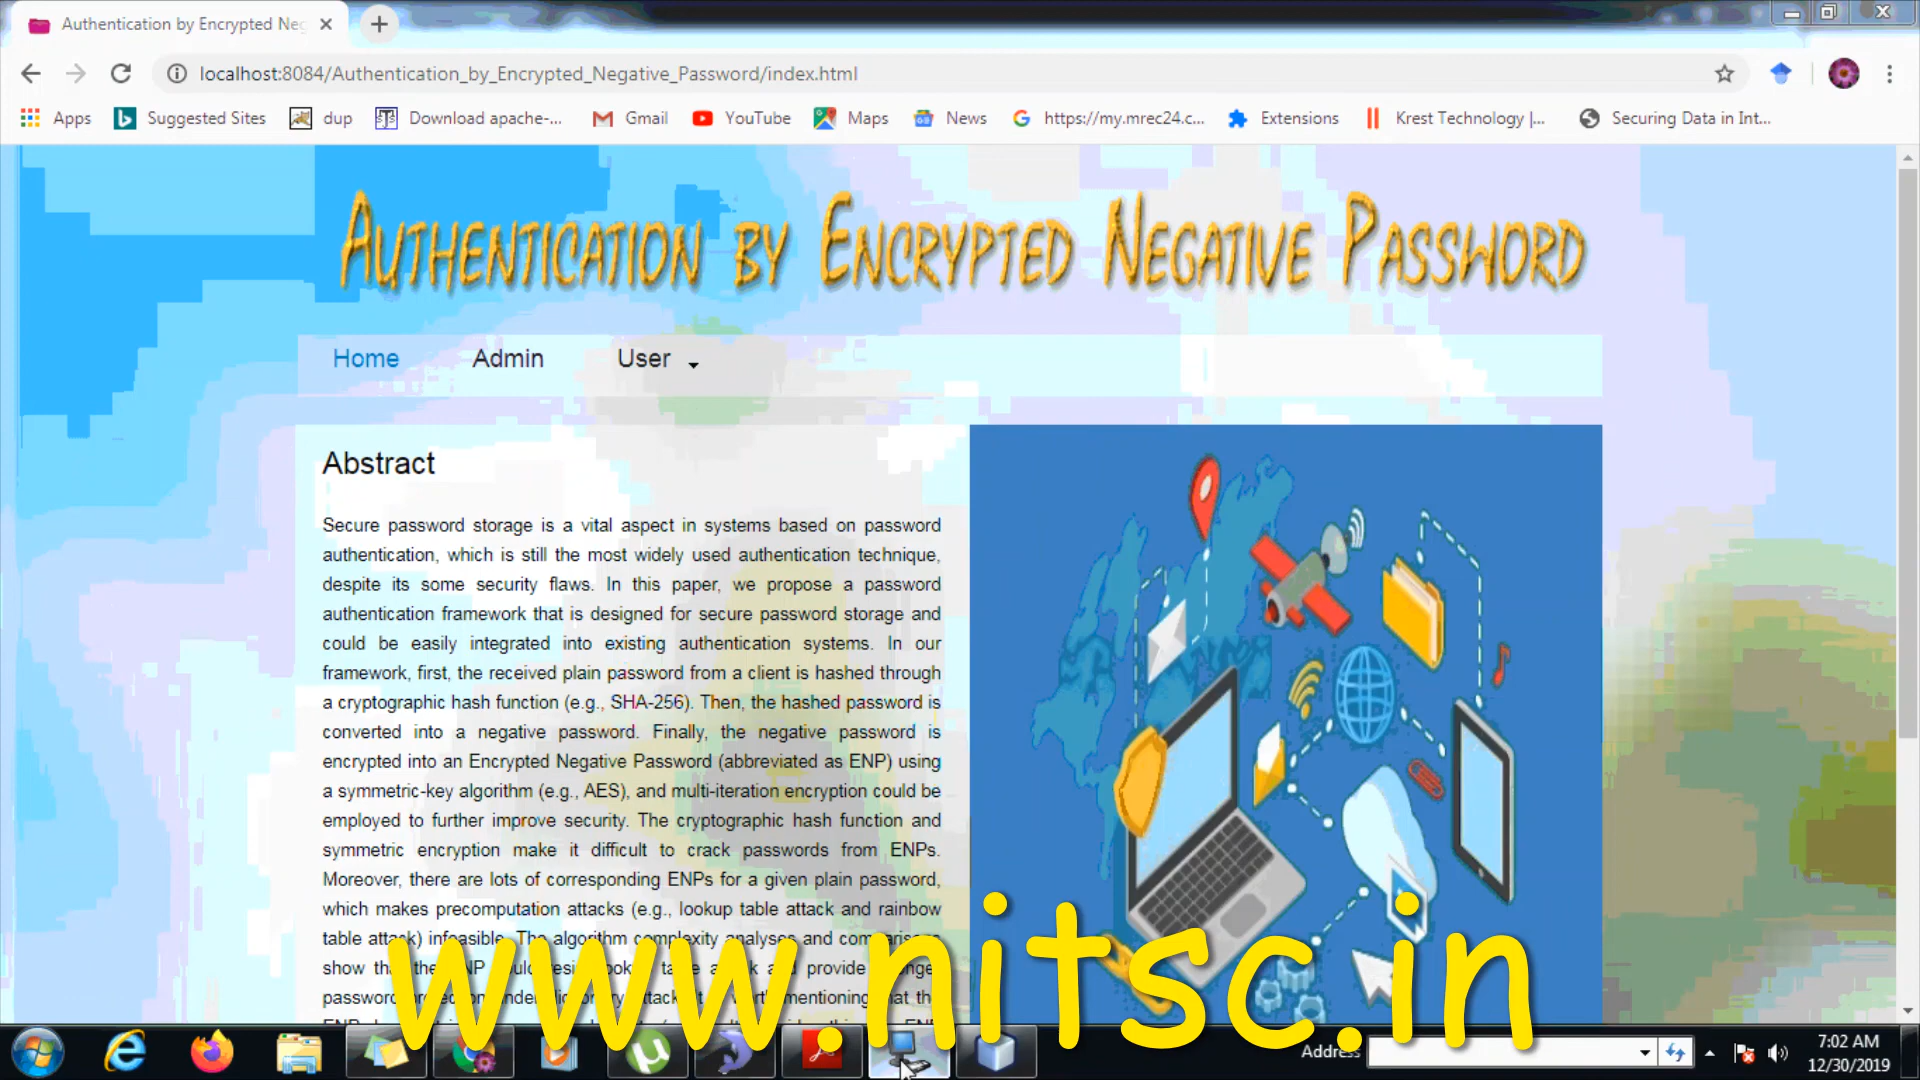 Authentication by Encrypted Neg
localhost:8084/Authentication_by_Encrypted_Negative_Password/index.html
Apps Suggested Sites dup Download apache-... Gmail YouTube Maps News https://my.mrec24.c... Extensions Krest Technology |... Securing Data in Int...
AUTHENTICATION BY ENCRYPTED NEGATIVE PASSWORD
Home Admin User
Abstract
Secure password storage is a vital aspect in systems based on password
authentication, which is still the most widely used authentication technique,
despite its some security flaws. In this paper, we propose a password
authentication framework that is designed for secure password storage and
could be easily integrated into existing authentication systems. In our
framework, first, the received plain password from a client is hashed through
a cryptographic hash function (e.g., SHA-256). Then, the hashed password is
converted into a negative password. Finally, the negative password is
encrypted into an Encrypted Negative Password (abbreviated as ENP) using
a symmetric-key algorithm (e.g., AES), and multi-iteration encryption could be
employed to further improve security. The cryptographic hash function and
symmetric encryption make it difficult to crack passwords from ENPs.
Moreover, there are lots of corresponding ENPs for a given plain password,
which makes precomputation attacks (e.g., lookup table attack and rainbow
table attack) infeasible. The algorithm complexity analyses and comparisons
show
password
www.nitsc.in
Address
7:02 AM
12/30/2019